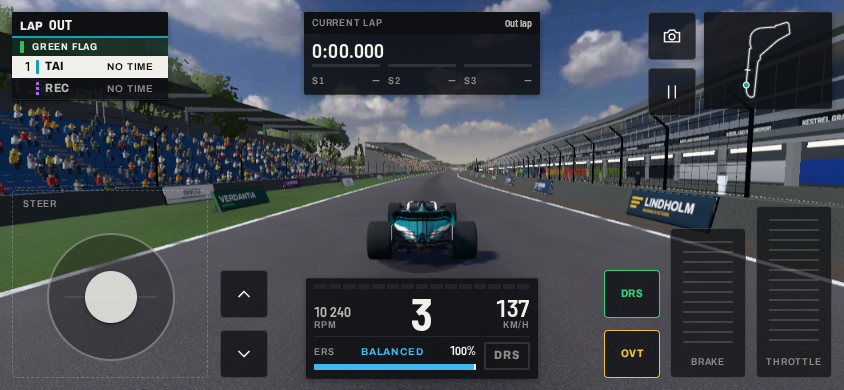 LAP OUT
GREEN FLAG
1 TAI NO TIME
REC NO TIME
CURRENT LAP Out lap
0:00.000
S1 – S2 – S3 –
KESTREL GRA
VERDANTIA
LINDHOLM
STEER
10 240
RPM
3
137
KM/H
ERS BALANCED 100%
DRS
DRS
OVT
BRAKE
THROTTLE